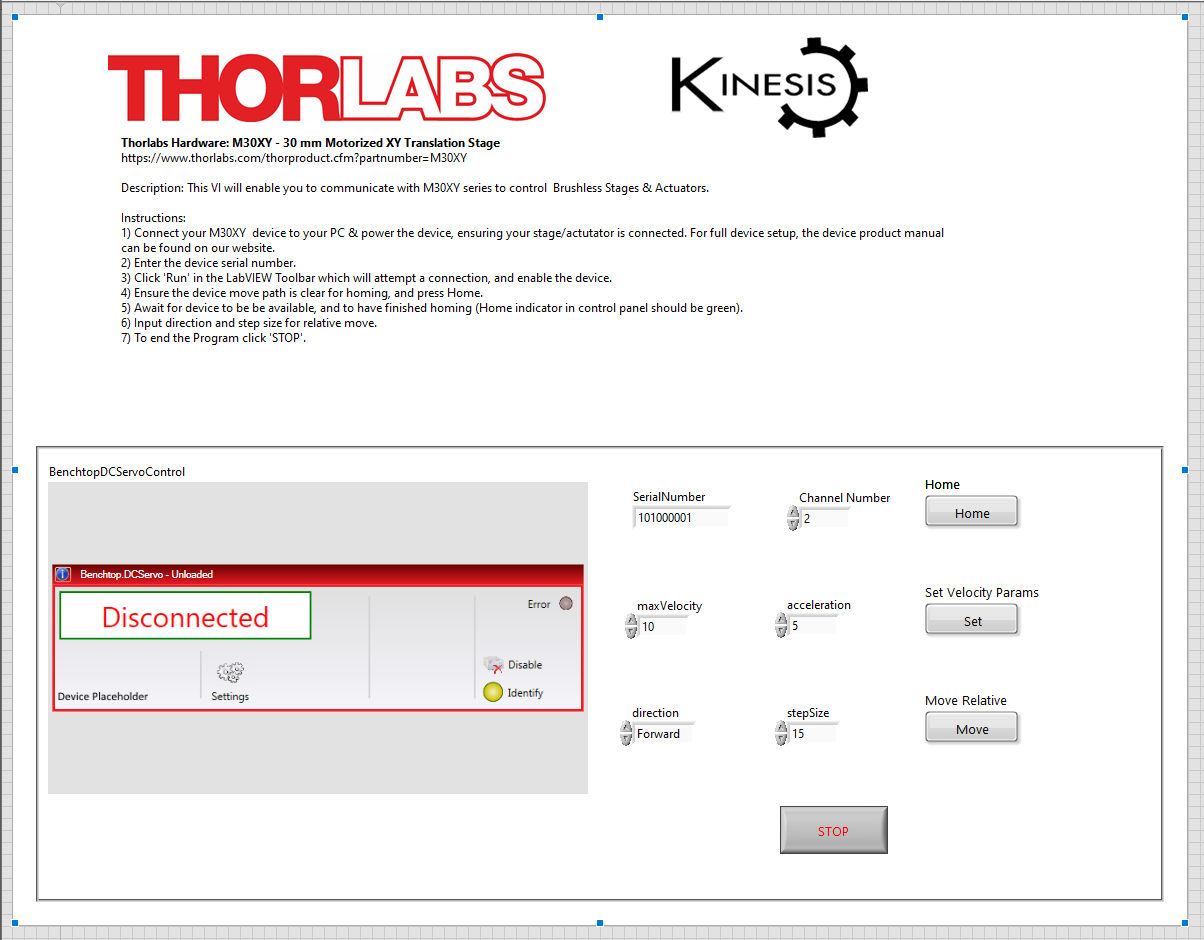 THORLABS
KINESIS
Thorlabs Hardware: M30XY - 30 mm Motorized XY Translation Stage
https://www.thorlabs.com/thorproduct.cfm?partnumber=M30XY
Description: This VI will enable you to communicate with M30XY series to control  Brushless Stages & Actuators.
Instructions:
1) Connect your M30XY  device to your PC & power the device, ensuring your stage/actutator is connected. For full device setup, the device product manual
can be found on our website.
2) Enter the device serial number.
3) Click 'Run' in the LabVIEW Toolbar which will attempt a connection, and enable the device.
4) Ensure the device move path is clear for homing, and press Home.
5) Await for device to be be available, and to have finished homing (Home indicator in control panel should be green).
6) Input direction and step size for relative move.
7) To end the Program click 'STOP'.
BenchtopDCServoControl
Benchtop.DCServo - Unloaded
Disconnected
Error
Disable
Identify
Device Placeholder
Settings
SerialNumber
101000001
Channel Number
2
Home
Home
maxVelocity
10
acceleration
5
Set Velocity Params
Set
direction
Forward
stepSize
15
Move Relative
Move
STOP